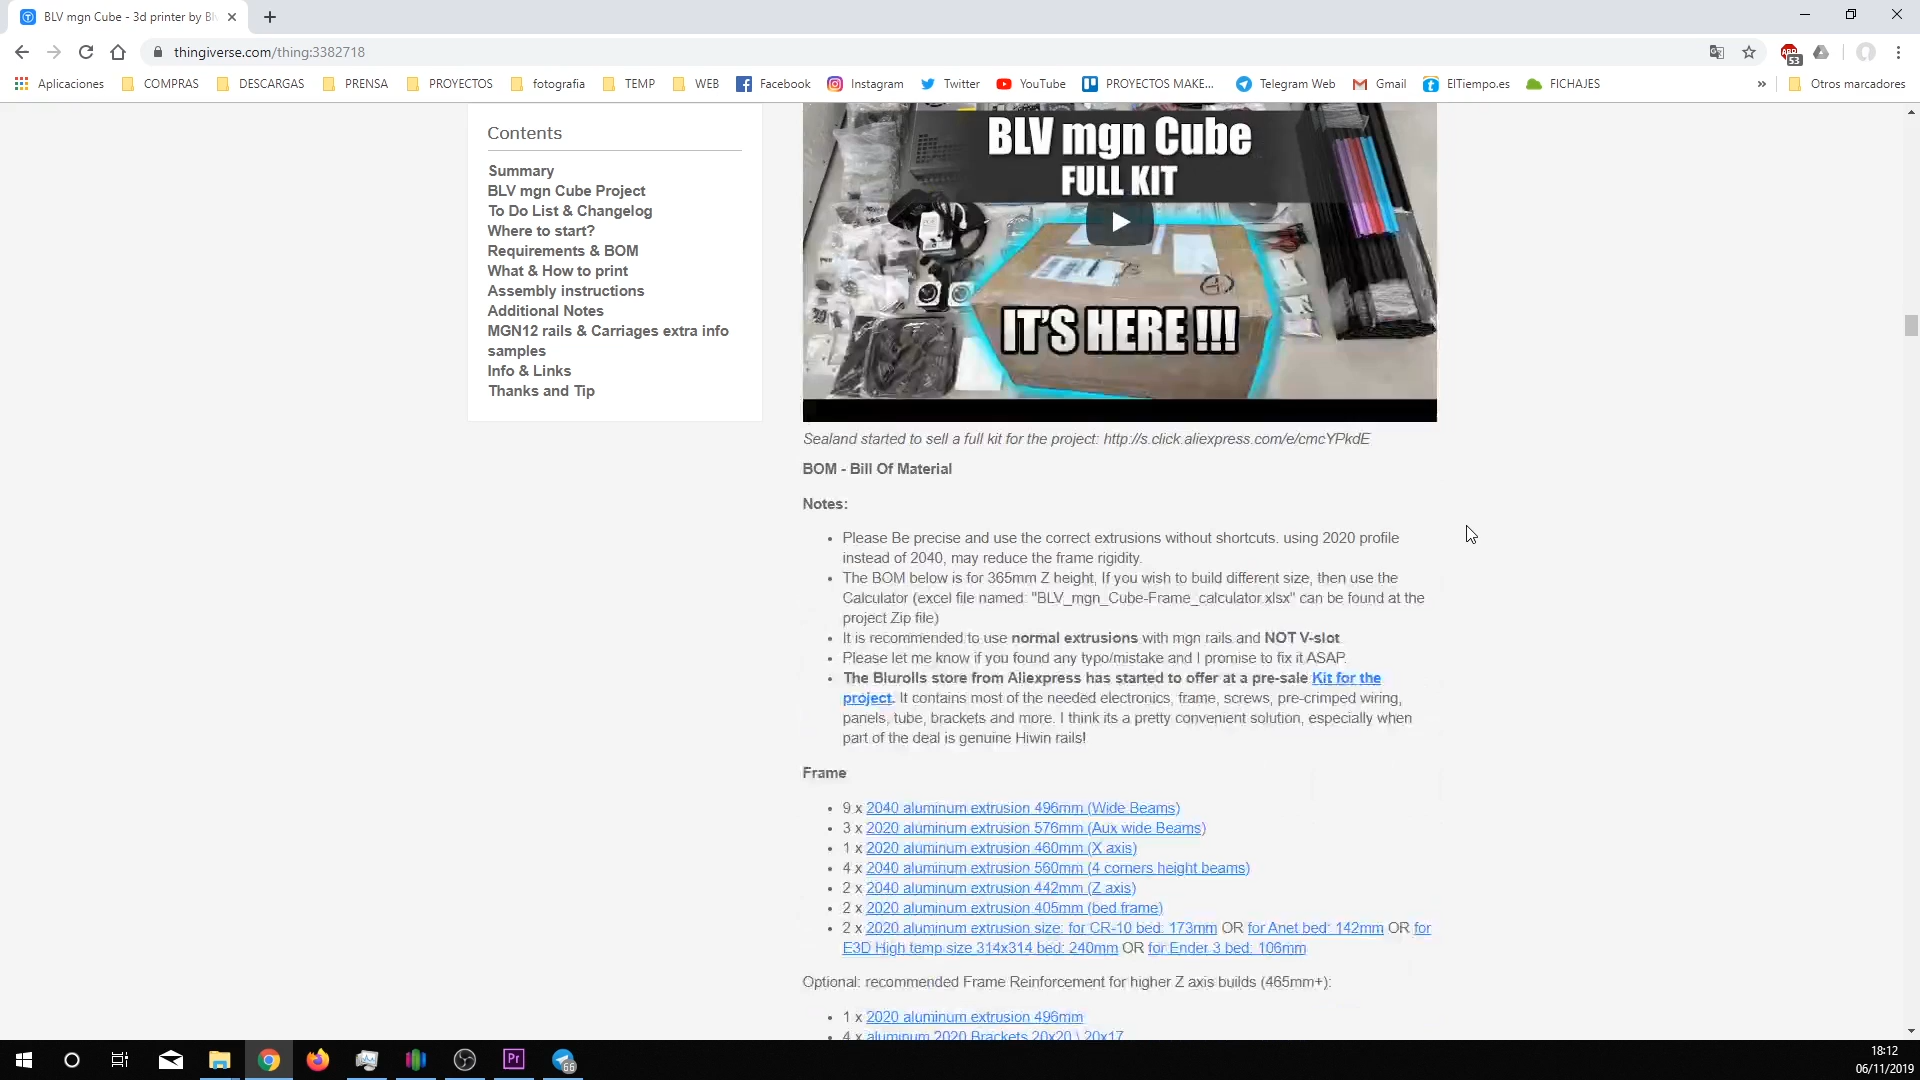 BLV mgn Cube - 3d printer by Bl
thingiverse.com/thing:3382718
ABP
53
Aplicaciones
COMPRAS
DESCARGAS
PRENSA
PROYECTOS
fotografia
TEMP
WEB
Facebook
Instagram
Twitter
YouTube
PROYECTOS MAKE...
Telegram Web
Gmail
ElTiempo.es
FICHAJES
»
Otros marcadores
Contents
Summary
BLV mgn Cube Project
To Do List & Changelog
Where to start?
Requirements & BOM
What & How to print
Assembly instructions
Additional Notes
MGN12 rails & Carriages extra info
samples
Info & Links
Thanks and Tip
BLV mgn Cube
FULL KIT
IT'S HERE !!!
Sealand started to sell a full kit for the project: http://s.click.aliexpress.com/e/cmcYPkdE
BOM - Bill Of Material
Notes:
• Please Be precise and use the correct extrusions without shortcuts. using 2020 profile
instead of 2040, may reduce the frame rigidity.
• The BOM below is for 365mm Z height, If you wish to build different size, then use the
Calculator (excel file named: "BLV_mgn_Cube-Frame_calculator.xlsx" can be found at the
project Zip file)
• It is recommended to use normal extrusions with mgn rails and NOT V-slot
• Please let me know if you found any typo/mistake and I promise to fix it ASAP.
• The Blurolls store from Aliexpress has started to offer at a pre-sale Kit for the
project. It contains most of the needed electronics, frame, screws, pre-crimped wiring,
panels, tube, brackets and more. I think its a pretty convenient solution, especially when
part of the deal is genuine Hiwin rails!
Frame
• 9 x 2040 aluminum extrusion 496mm (Wide Beams)
• 3 x 2020 aluminum extrusion 576mm (Aux wide Beams)
• 1 x 2020 aluminum extrusion 460mm (X axis)
• 4 x 2040 aluminum extrusion 560mm (4 corners height beams)
• 2 x 2040 aluminum extrusion 442mm (Z axis)
• 2 x 2020 aluminum extrusion 405mm (bed frame)
• 2 x 2020 aluminum extrusion size: for CR-10 bed: 173mm OR for Anet bed" 142mm OR for
E3D High temp size 314x314 bed: 240mm OR for Ender 3 bed: 106mm
Optional: recommended Frame Reinforcement for higher Z axis builds (465mm+):
• 1 x 2020 aluminum extrusion 496mm
• 4 x aluminum 2020 Brackets 20x20 \ 20x17
Pr
66
18:12
06/11/2019